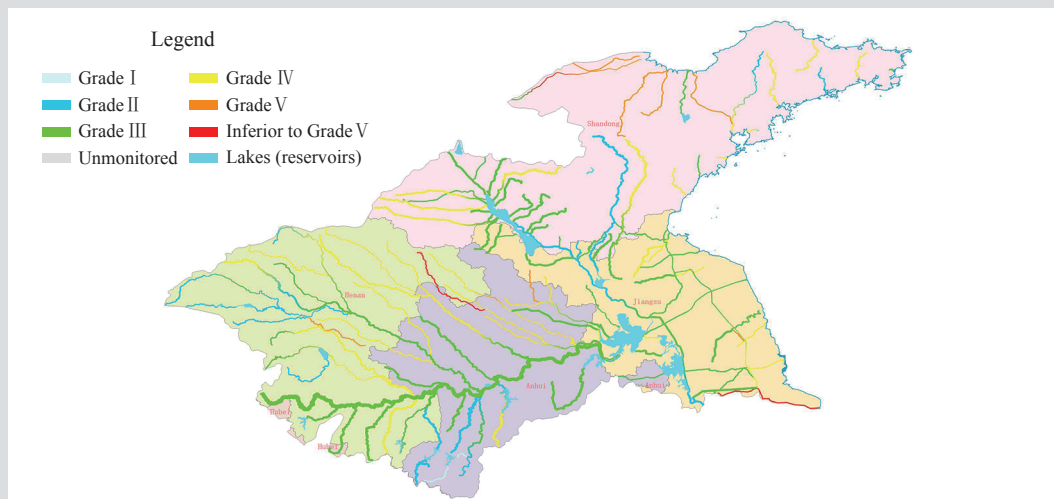 Legend
Grade Ⅰ
Grade Ⅱ
Grade Ⅲ
Unmonitored
Grade Ⅳ
Grade Ⅴ
Inferior to Grade Ⅴ
Lakes (reservoirs)
Shandong
Henan
Jiangsu
Anhui
Anhui
Hubei
Hubei